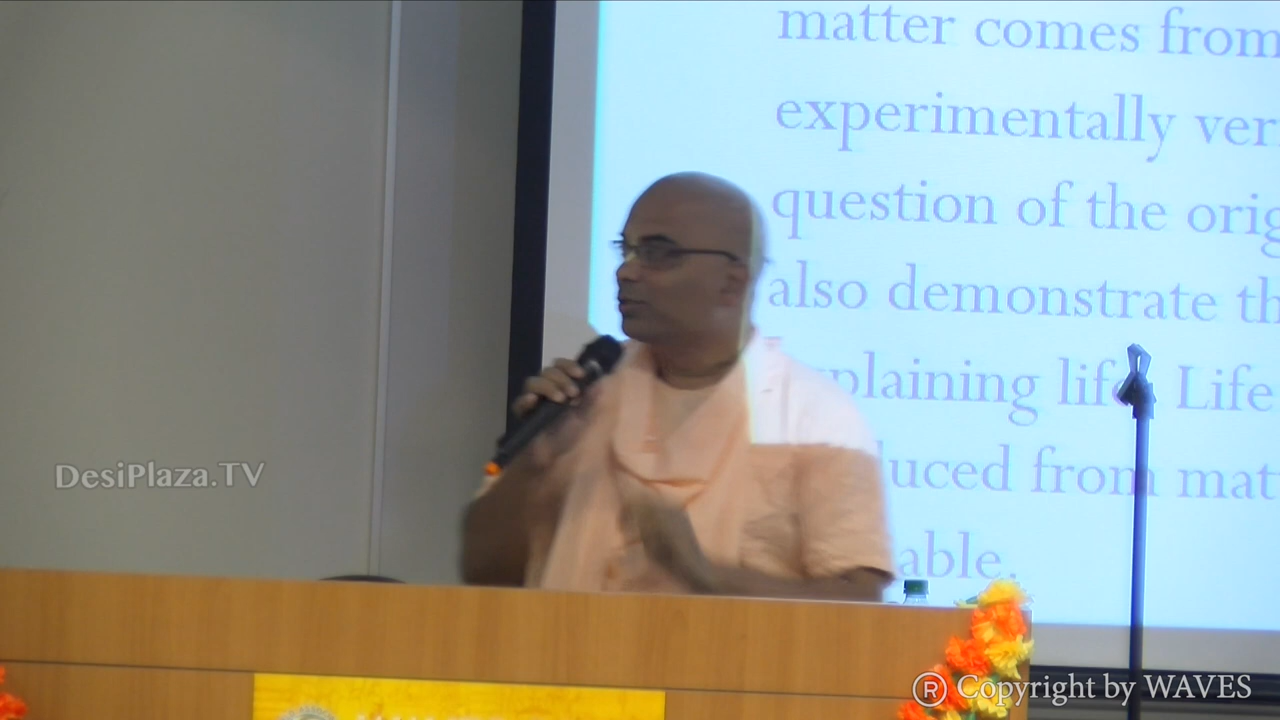 matter comes from
experimentally ver
question of the orig
also demonstrate th
plaining life. Life
duced from mat
able.
DesiPlaza.TV
® Copyright by WAVES